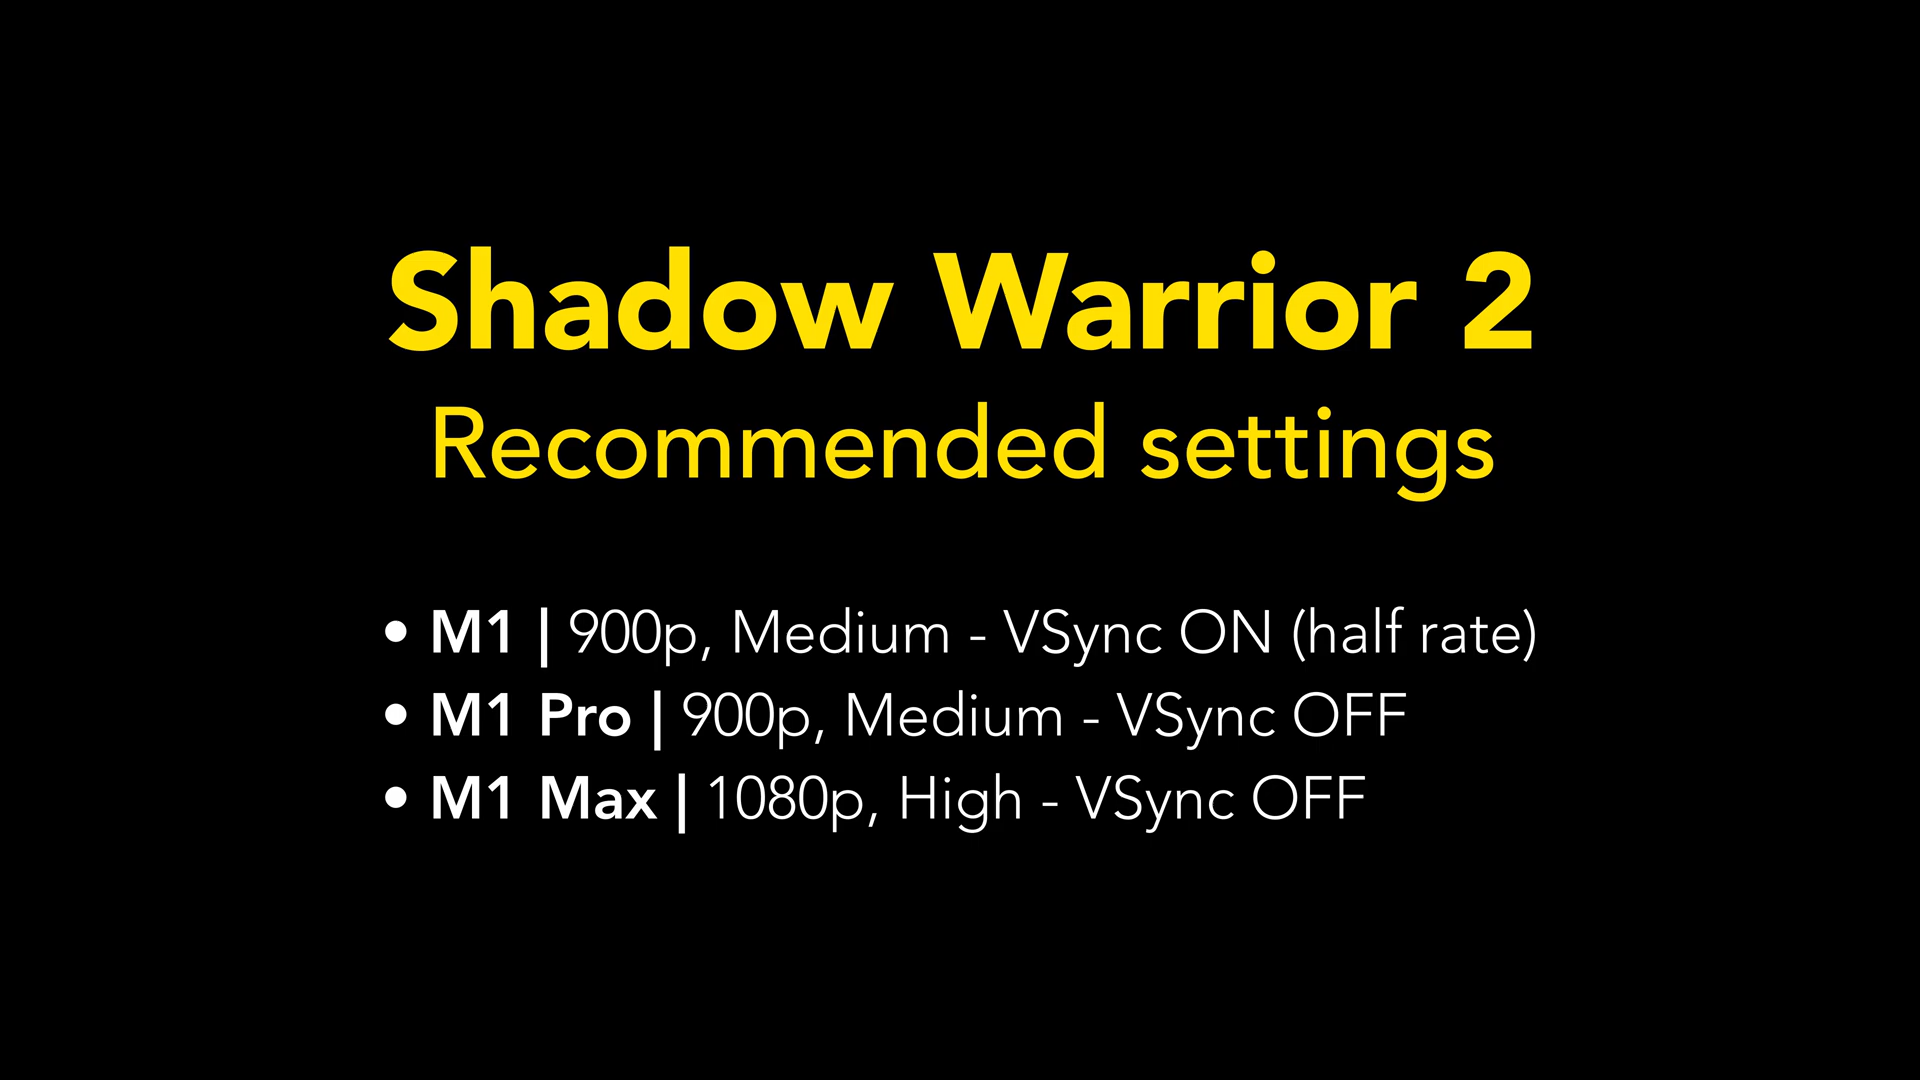 Shadow Warrior 2
Recommended settings
• M1 | 900p, Medium - VSync ON (half rate)
• M1 Pro | 900p, Medium - VSync OFF
• M1 Max | 1080p, High - VSync OFF